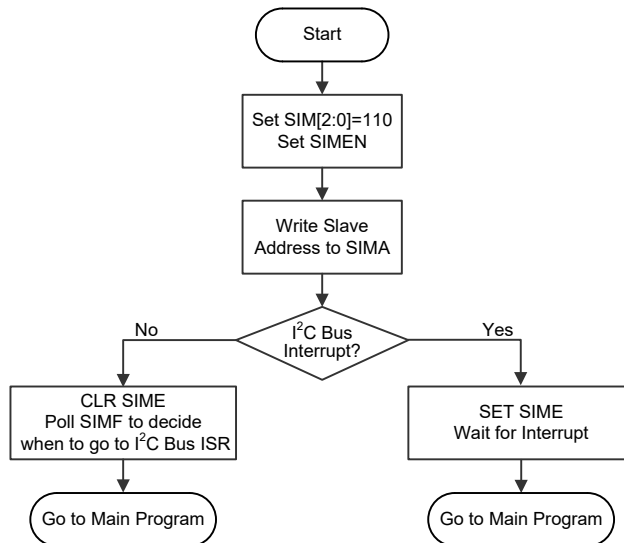 Start
Set SIM[2:0]=110
Set SIMEN
Write Slave
Address to SIMA
I²C Bus
Interrupt?
No
Yes
CLR SIME
Poll SIMF to decide
when to go to I²C Bus ISR
SET SIME
Wait for Interrupt
Go to Main Program
Go to Main Program